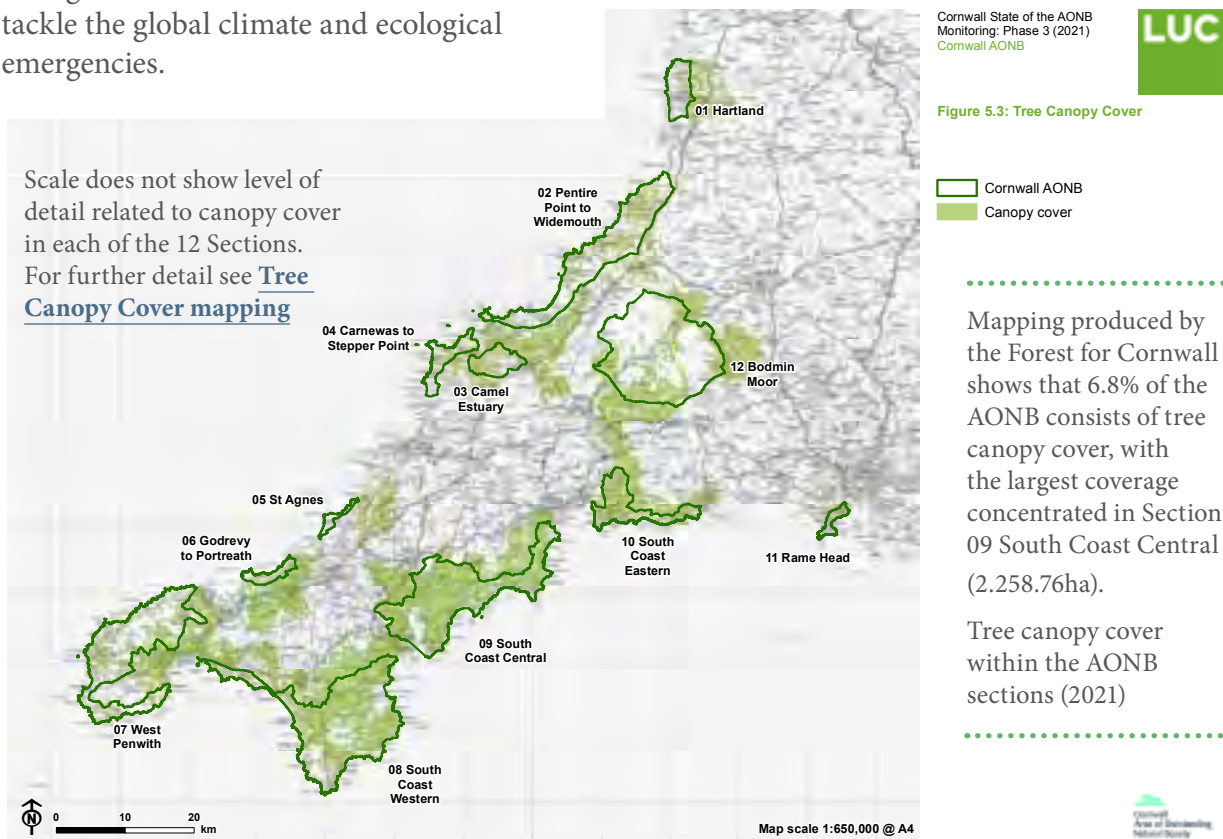 tackle the global climate and ecological
emergencies.
Scale does not show level of
detail related to canopy cover
in each of the 12 Sections.
For further detail see Tree
Canopy Cover mapping
01 Hartland
02 Pentire
Point to
Widemouth
04 Carnewas to
Stepper Point
03 Camel
Estuary
12 Bodmin
Moor
05 St Agnes
06 Godrevy
to Portreath
10 South
Coast
Eastern
11 Rame Head
09 South
Coast Central
07 West
Penwith
08 South
Coast
Western
N
0 10 20
km
Map scale 1:650,000 @ A4
Cornwall State of the AONB
Monitoring: Phase 3 (2021)
Cornwall AONB
LUC
Figure 5.3: Tree Canopy Cover
Cornwall AONB
Canopy cover
Mapping produced by
the Forest for Cornwall
shows that 6.8% of the
AONB consists of tree
canopy cover, with
the largest coverage
concentrated in Section
09 South Coast Central
(2.258.76ha).
Tree canopy cover
within the AONB
sections (2021)
Cornwall
Area of Outstanding
Natural Beauty